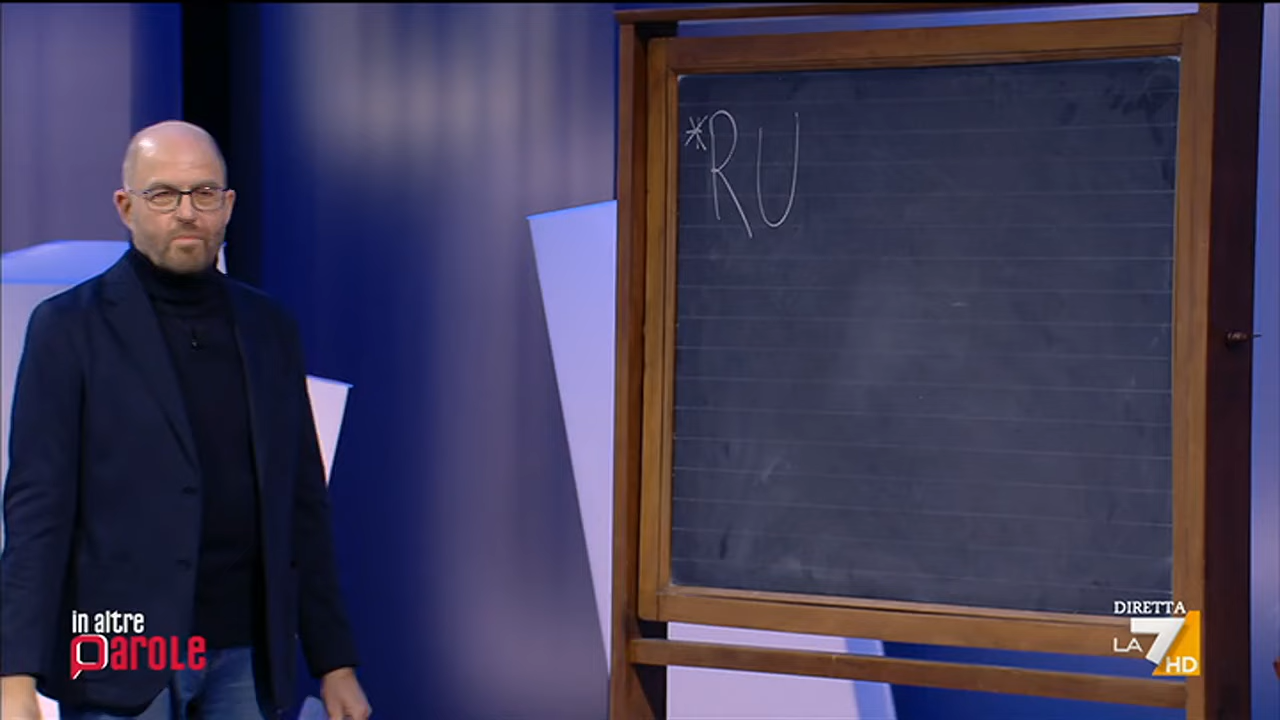 *RU
in altre
PAROLE
DIRETTA
LA7
HD